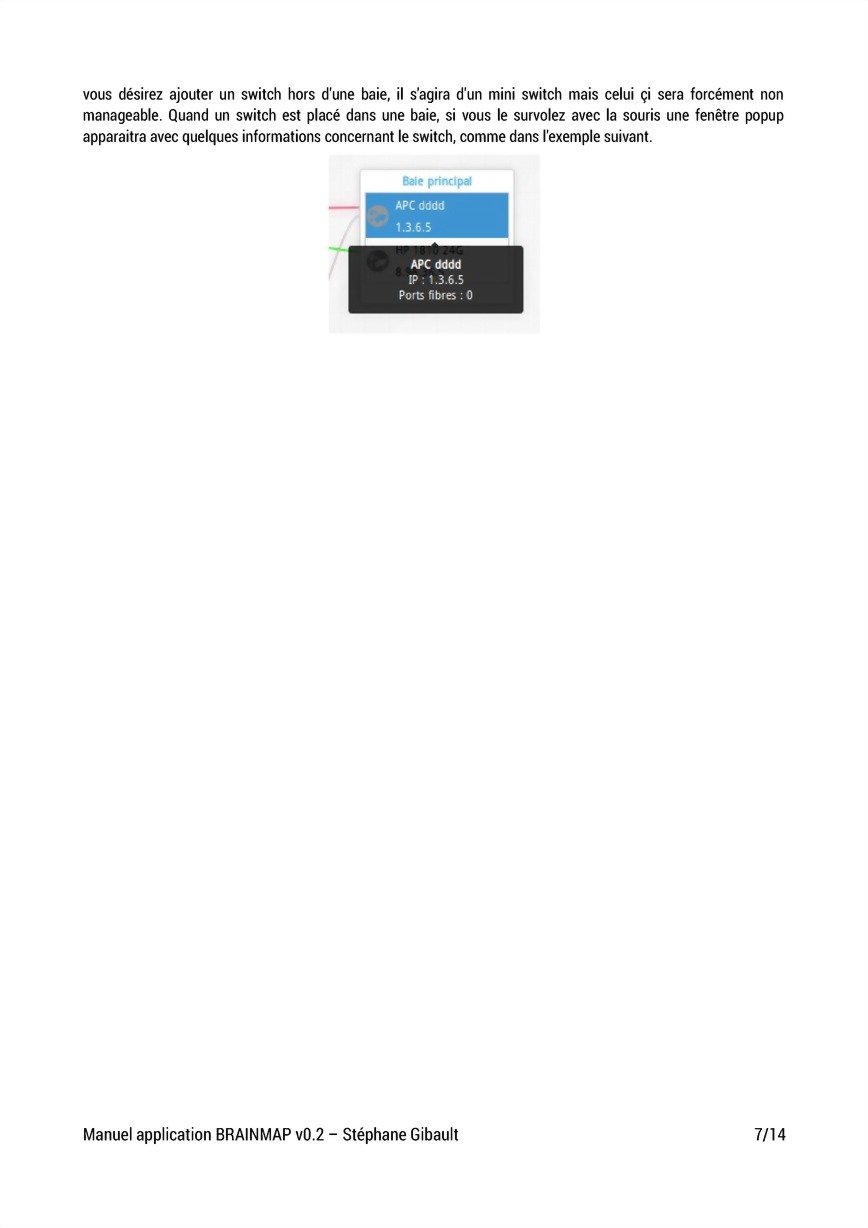 vous désirez ajouter un switch hors d'une baie, il s'agira d'un mini switch mais celui çi sera forcément non
manageable. Quand un switch est placé dans une baie, si vous le survolez avec la souris une fenêtre popup
apparaitra avec quelques informations concernant le switch, comme dans l'exemple suivant.
Baie principal
APC dddd
1.3.6.5
HP 1810 24G
APC dddd
IP : 1.3.6.5
Ports fibres : 0
Manuel application BRAINMAP v0.2 – Stéphane Gibault
7/14